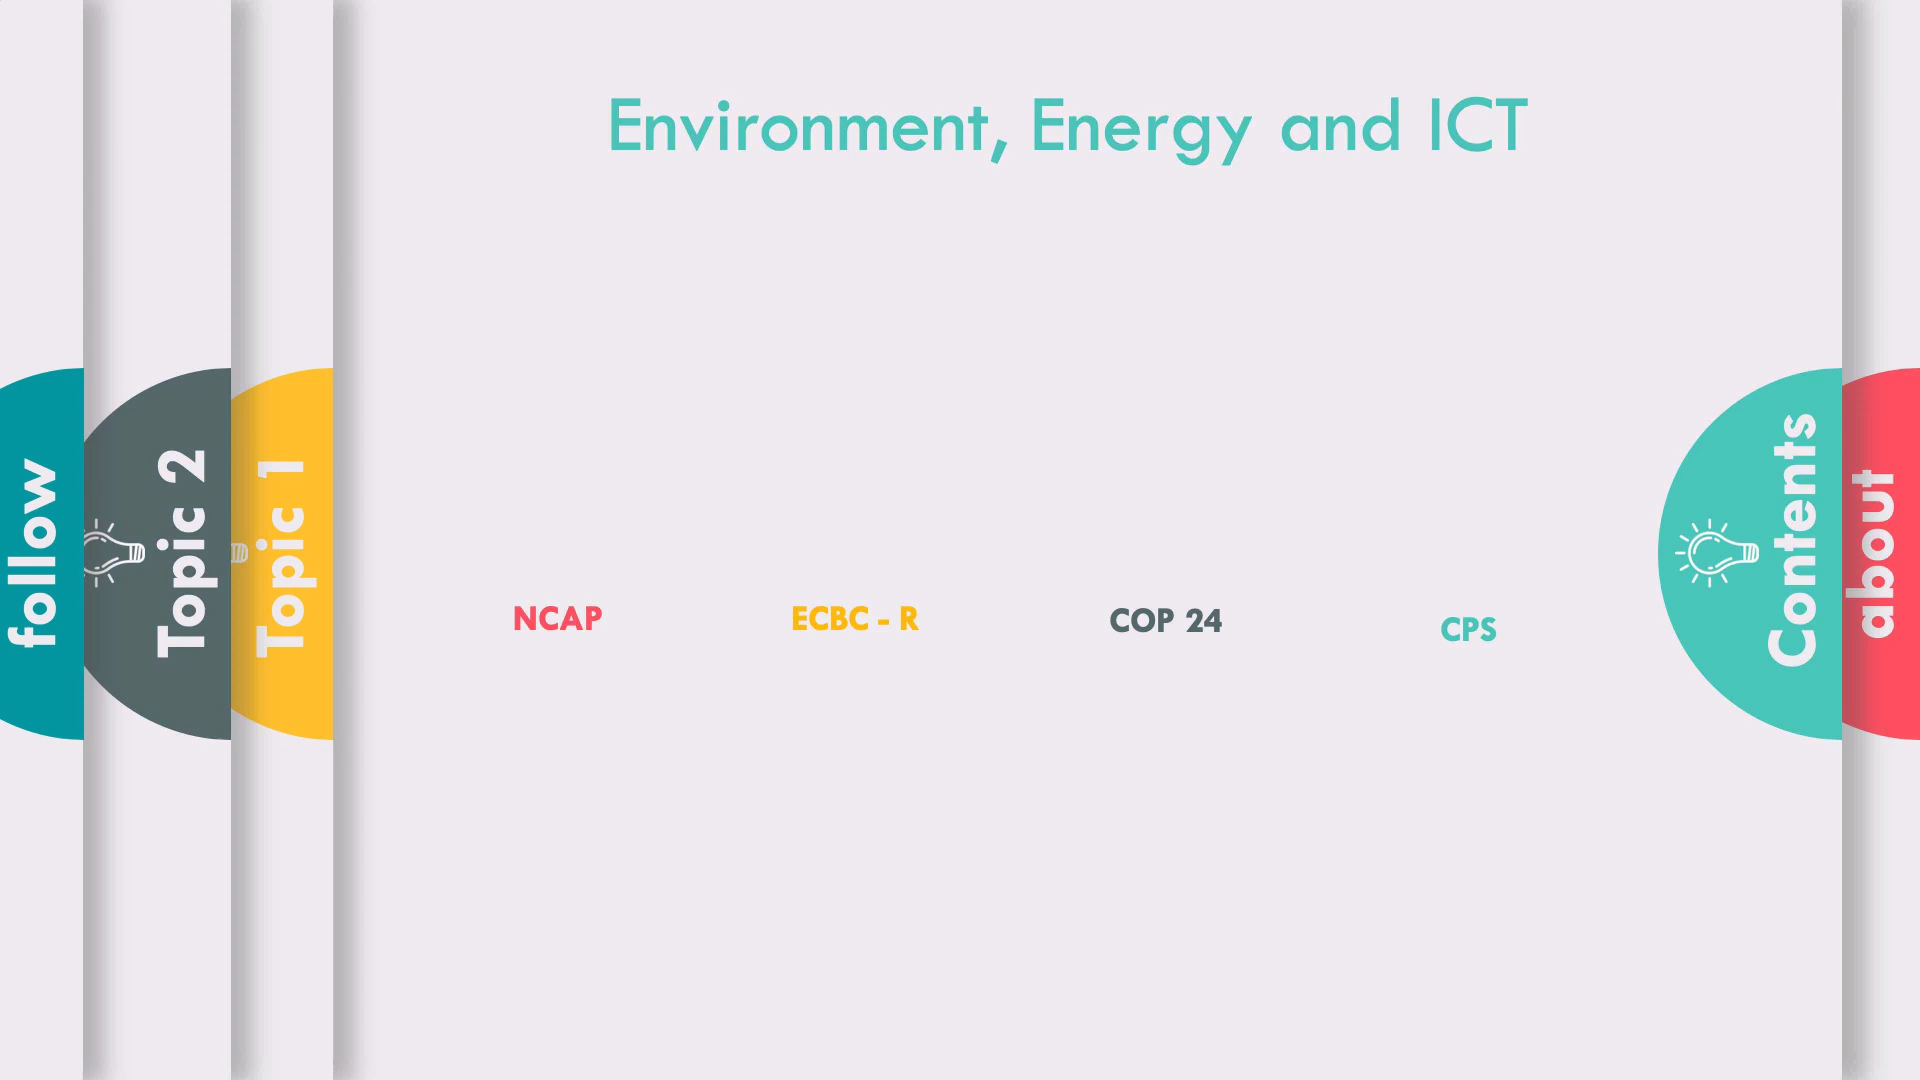 Environment, Energy and ICT
follow
Topic 2
Topic 1
NCAP
ECBC - R
COP 24
CPS
Contents
about